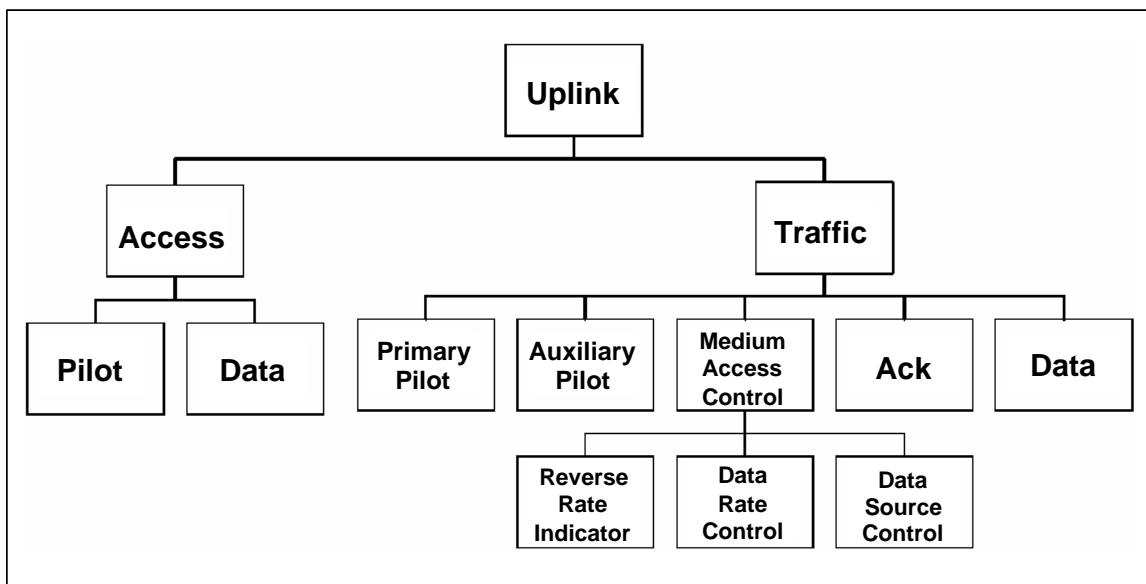 Uplink
Access
Traffic
Pilot
Data
Primary
Pilot
Auxiliary
Pilot
Medium
Access
Control
Ack
Data
Reverse
Rate
Indicator
Data
Rate
Control
Data
Source
Control